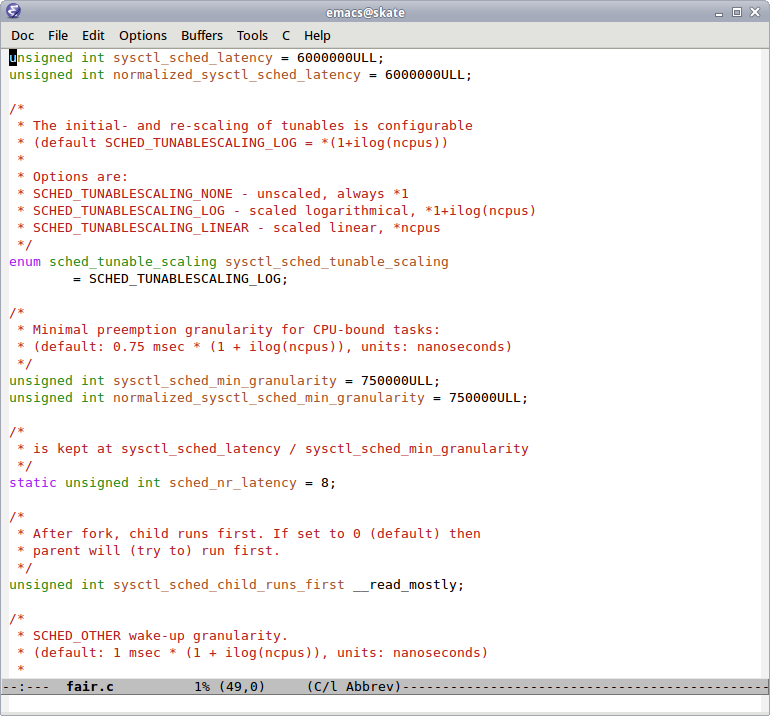 emacs@skate
Doc File Edit Options Buffers Tools C Help
unsigned int sysctl_sched_latency = 6000000ULL;
unsigned int normalized_sysctl_sched_latency = 6000000ULL;

/*
 * The initial- and re-scaling of tunables is configurable
 * (default SCHED_TUNABLESCALING_LOG = *(1+ilog(ncpus))
 *
 * Options are:
 * SCHED_TUNABLESCALING_NONE - unscaled, always *1
 * SCHED_TUNABLESCALING_LOG - scaled logarithmical, *1+ilog(ncpus)
 * SCHED_TUNABLESCALING_LINEAR - scaled linear, *ncpus
 */
enum sched_tunable_scaling sysctl_sched_tunable_scaling
        = SCHED_TUNABLESCALING_LOG;

/*
 * Minimal preemption granularity for CPU-bound tasks:
 * (default: 0.75 msec * (1 + ilog(ncpus)), units: nanoseconds)
 */
unsigned int sysctl_sched_min_granularity = 750000ULL;
unsigned int normalized_sysctl_sched_min_granularity = 750000ULL;

/*
 * is kept at sysctl_sched_latency / sysctl_sched_min_granularity
 */
static unsigned int sched_nr_latency = 8;

/*
 * After fork, child runs first. If set to 0 (default) then
 * parent will (try to) run first.
 */
unsigned int sysctl_sched_child_runs_first __read_mostly;

/*
 * SCHED_OTHER wake-up granularity.
 * (default: 1 msec * (1 + ilog(ncpus)), units: nanoseconds)
 *
--:---  fair.c          1% (49,0)     (C/l Abbrev)----------------------------------------------